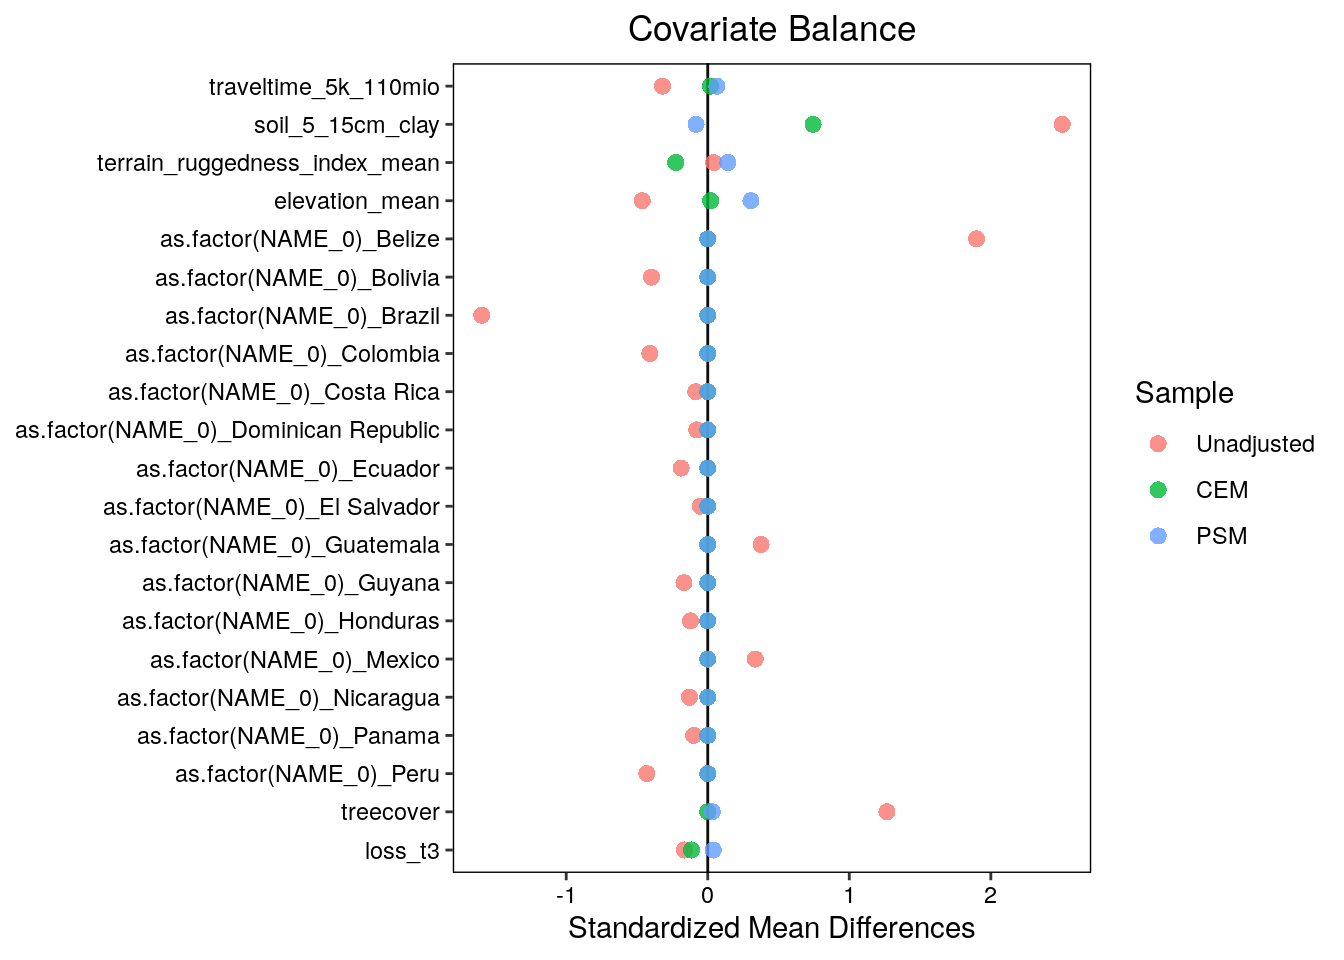 Covariate Balance
traveltime_5k_110mio
soil_5_15cm_clay
terrain_ruggedness_index_mean
elevation_mean
as.factor(NAME_0)_Belize
as.factor(NAME_0)_Bolivia
as.factor(NAME_0)_Brazil
as.factor(NAME_0)_Colombia
as.factor(NAME_0)_Costa Rica
as.factor(NAME_0)_Dominican Republic
as.factor(NAME_0)_Ecuador
as.factor(NAME_0)_El Salvador
as.factor(NAME_0)_Guatemala
as.factor(NAME_0)_Guyana
as.factor(NAME_0)_Honduras
as.factor(NAME_0)_Mexico
as.factor(NAME_0)_Nicaragua
as.factor(NAME_0)_Panama
as.factor(NAME_0)_Peru
treecover
loss_t3
-1 0 1 2
Standardized Mean Differences
Sample
Unadjusted
CEM
PSM